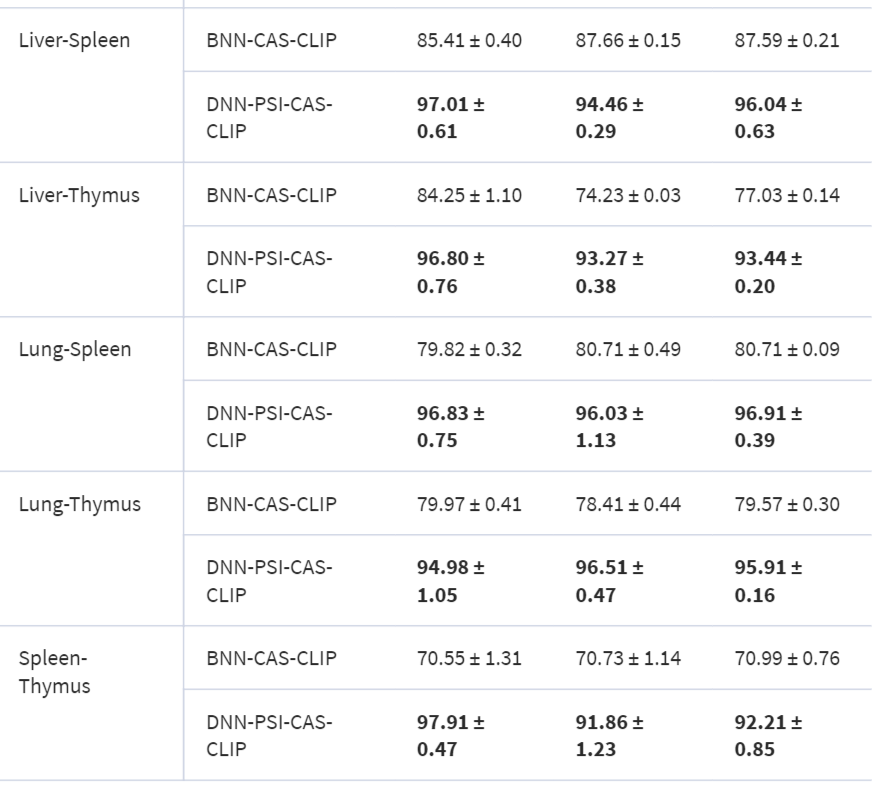 Liver-Spleen BNN-CAS-CLIP 85.41 ± 0.40 87.66 ± 0.15 87.59 ± 0.21
DNN-PSI-CAS- 97.01 ± 94.46 ± 96.04 ±
CLIP 0.61 0.29 0.63
Liver-Thymus BNN-CAS-CLIP 84.25 ± 1.10 74.23 ± 0.03 77.03 ± 0.14
DNN-PSI-CAS- 96.80 ± 93.27 ± 93.44 ±
CLIP 0.76 0.38 0.20
Lung-Spleen BNN-CAS-CLIP 79.82 ± 0.32 80.71 ± 0.49 80.71 ± 0.09
DNN-PSI-CAS- 96.83 ± 96.03 ± 96.91 ±
CLIP 0.75 1.13 0.39
Lung-Thymus BNN-CAS-CLIP 79.97 ± 0.41 78.41 ± 0.44 79.57 ± 0.30
DNN-PSI-CAS- 94.98 ± 96.51 ± 95.91 ±
CLIP 1.05 0.47 0.16
Spleen- BNN-CAS-CLIP 70.55 ± 1.31 70.73 ± 1.14 70.99 ± 0.76
Thymus
DNN-PSI-CAS- 97.91 ± 91.86 ± 92.21 ±
CLIP 0.47 1.23 0.85